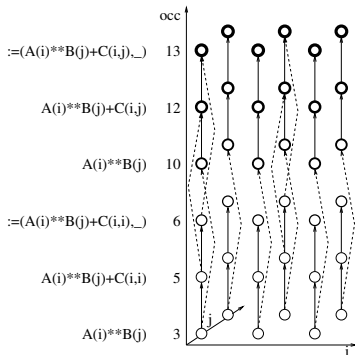 occ
:=(A(i)**B(j)+C(i,j),_) 13
A(i)**B(j)+C(i,j) 12
A(i)**B(j) 10
:=(A(i)**B(j)+C(i,i),_) 6
A(i)**B(j)+C(i,i) 5
j
A(i)**B(j) 3
i